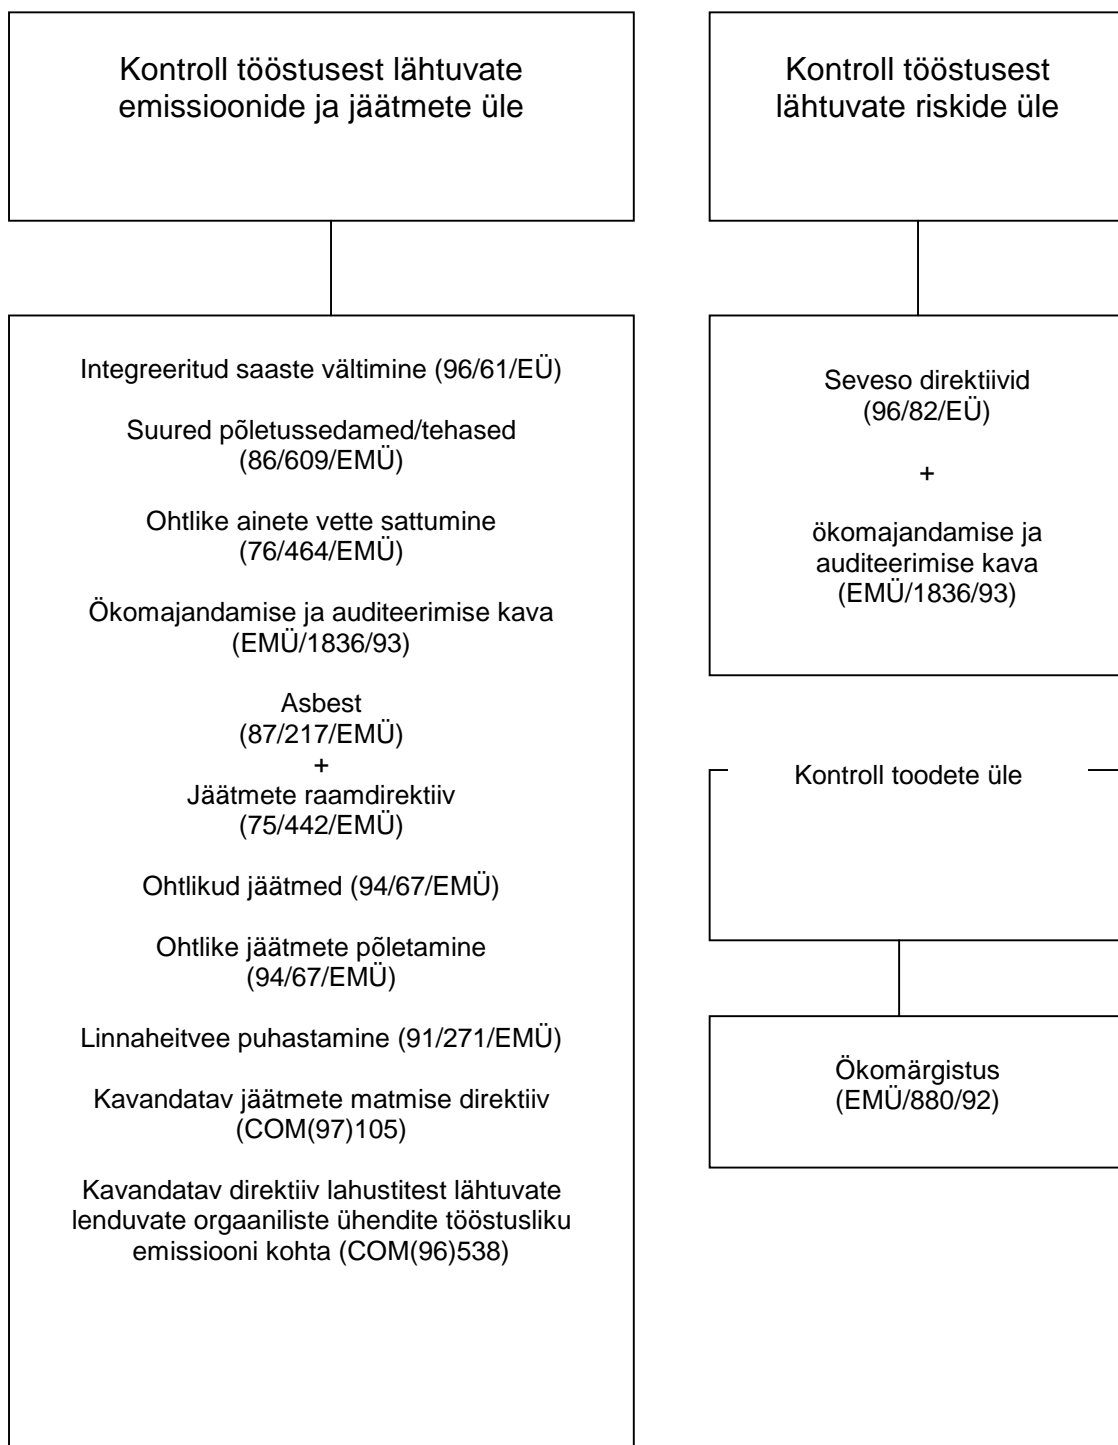 Kontroll tööstusest lähtuvate
emissioonide ja jäätmete üle
Integreeritud saaste vältimine (96/61/EÜ)
Suured põletussedamed/tehased
(86/609/EMÜ)
Ohtlike ainete vette sattumine
(76/464/EMÜ)
Ökomajandamise ja auditeerimise kava
(EMÜ/1836/93)
Asbest
(87/217/EMÜ)
+
Jäätmete raamdirektiiv
(75/442/EMÜ)
Ohtlikud jäätmed (94/67/EMÜ)
Ohtlike jäätmete põletamine
(94/67/EMÜ)
Linnaheitvee puhastamine (91/271/EMÜ)
Kavandatav jäätmete matmise direktiiv
(COM(97)105)
Kavandatav direktiiv lahustitest lähtuvate
lenduvate orgaaniliste ühendite tööstusliku
emissiooni kohta (COM(96)538)
Kontroll tööstusest
lähtuvate riskide üle
Seveso direktiivid
(96/82/EÜ)
+
ökomajandamise ja
auditeerimise kava
(EMÜ/1836/93)
Kontroll toodete üle
Ökomärgistus
(EMÜ/880/92)